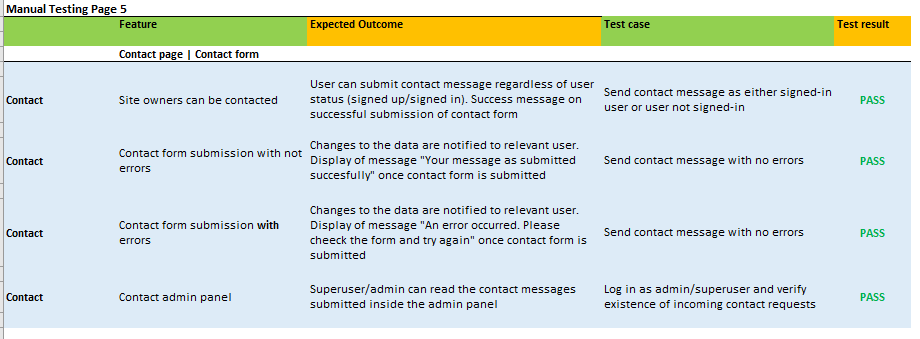 Manual Testing Page 5
Feature Expected Outcome Test case Test result
Contact page | Contact form
Contact
Site owners can be contacted
User can submit contact message regardless of user
status (signed up/signed in). Success message on
successful submission of contact form
Send contact message as either signed-in
user or user not signed-in
PASS
Contact
Contact form submission with not
errors
Changes to the data are notified to relevant user.
Display of message "Your message as submitted
succesfully" once contact form is submitted
Send contact message with no errors
PASS
Contact
Contact form submission with
errors
Changes to the data are notified to relevant user.
Display of message "An error occurred. Please
cheeck the form and try again" once contact form is
submitted
Send contact message with no errors
PASS
Contact
Contact admin panel
Superuser/admin can read the contact messages
submitted inside the admin panel
Log in as admin/superuser and verify
existence of incoming contact requests
PASS